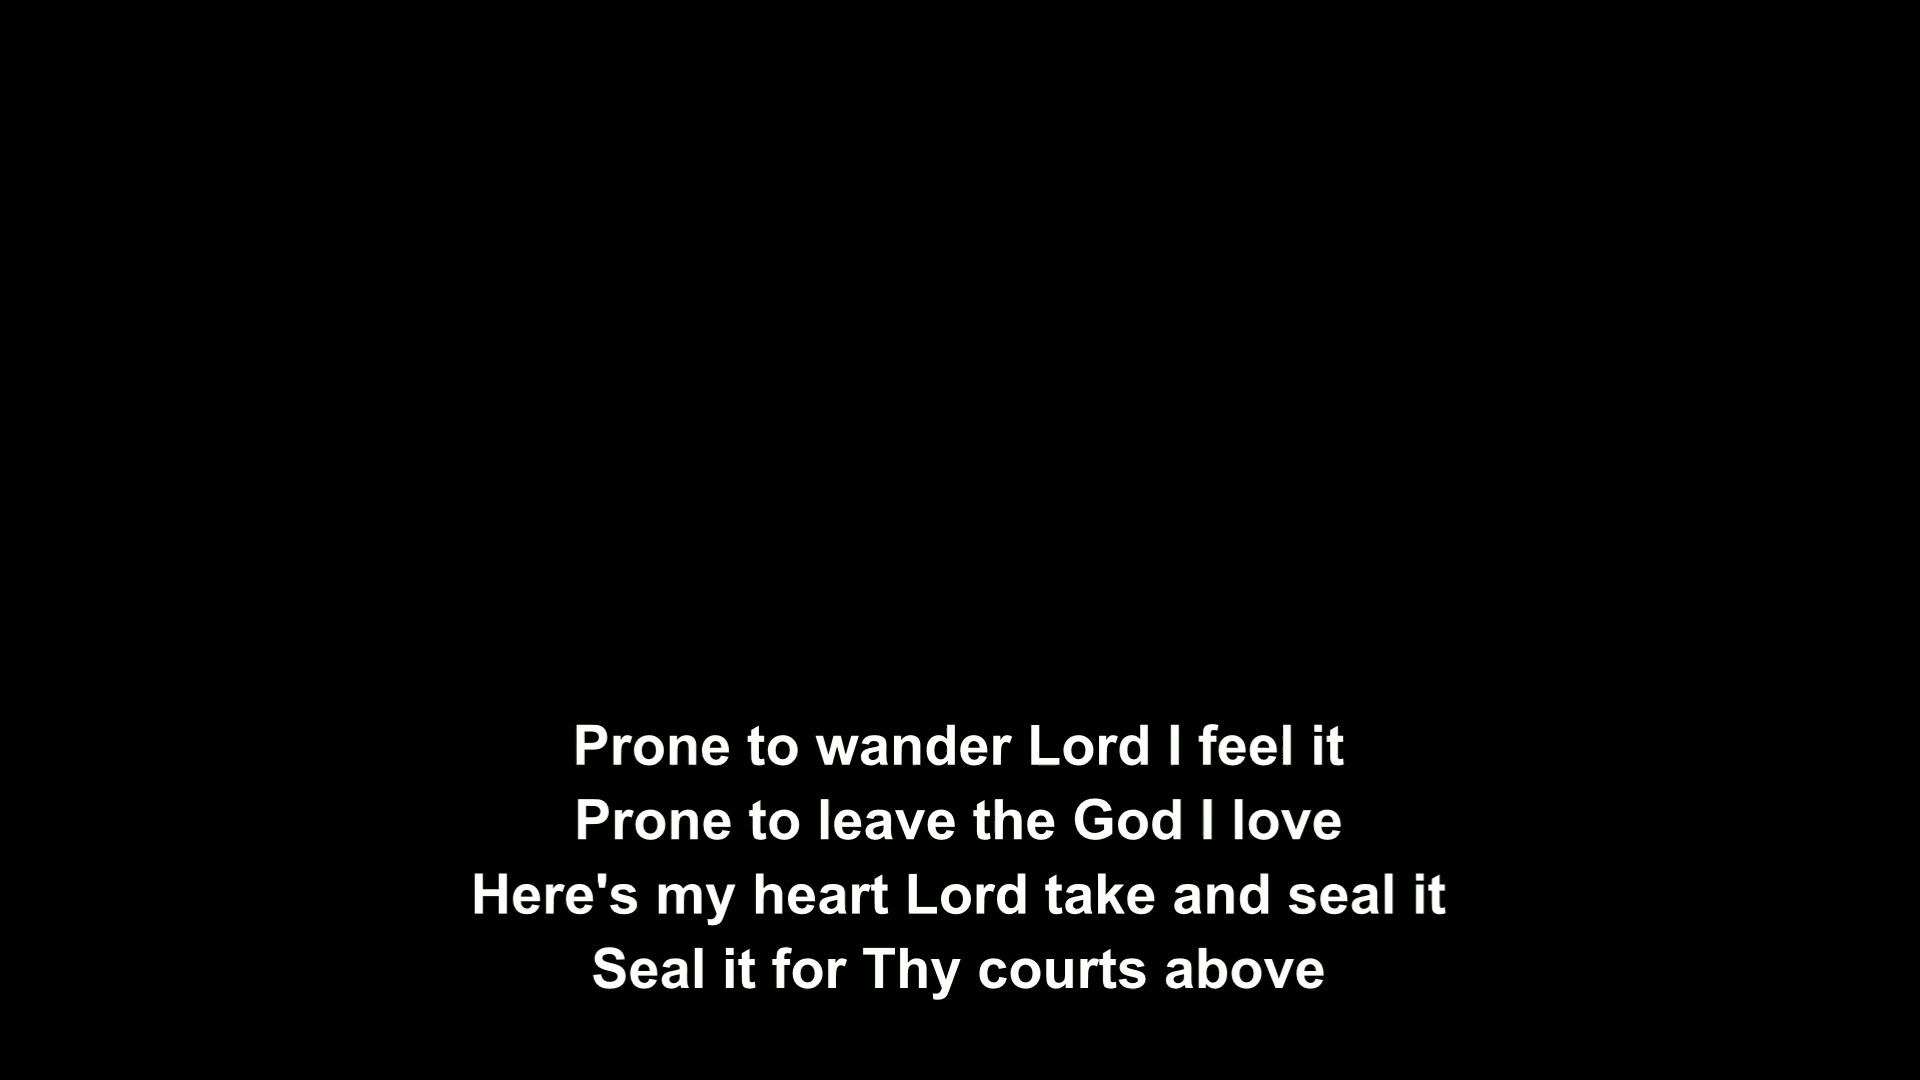 Prone to wander Lord I feel it
Prone to leave the God I love
Here's my heart Lord take and seal it
Seal it for Thy courts above